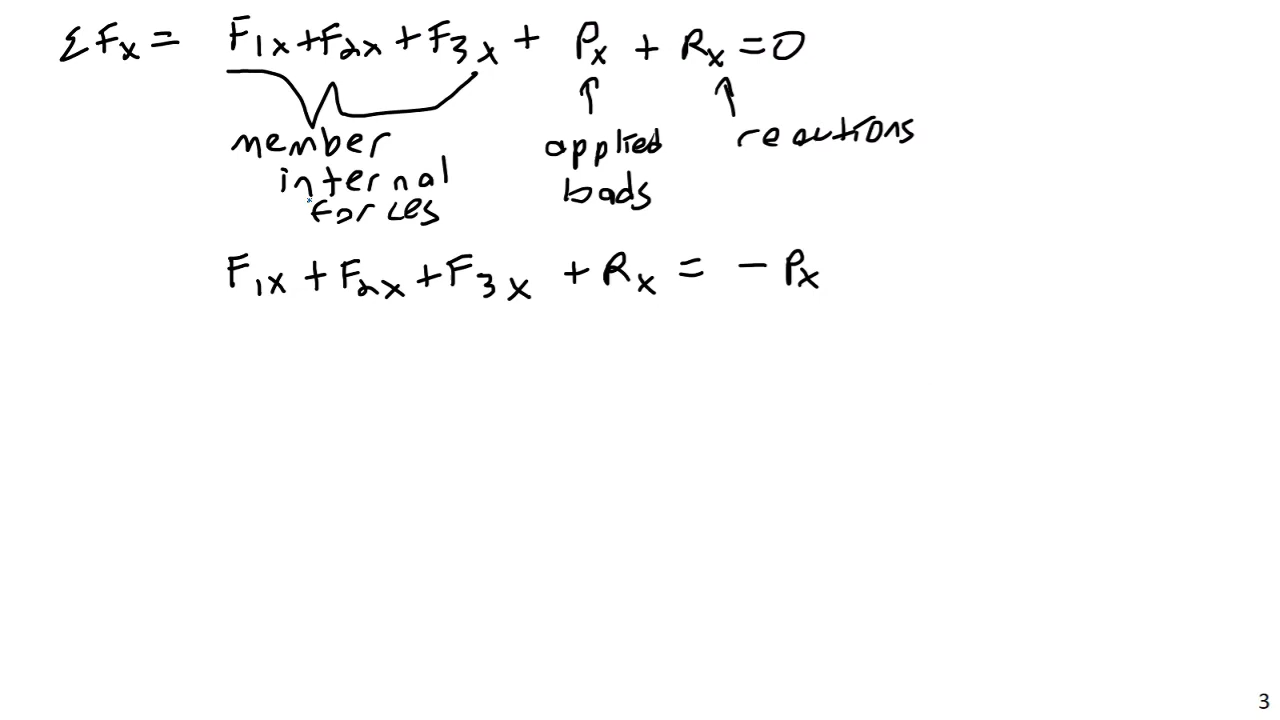 ΣFx = F1x + F2x + F3x + Px + Rx = 0
member
internal
forces
applied
loads
reactions
F1x + F2x + F3x + Rx = - Px
3